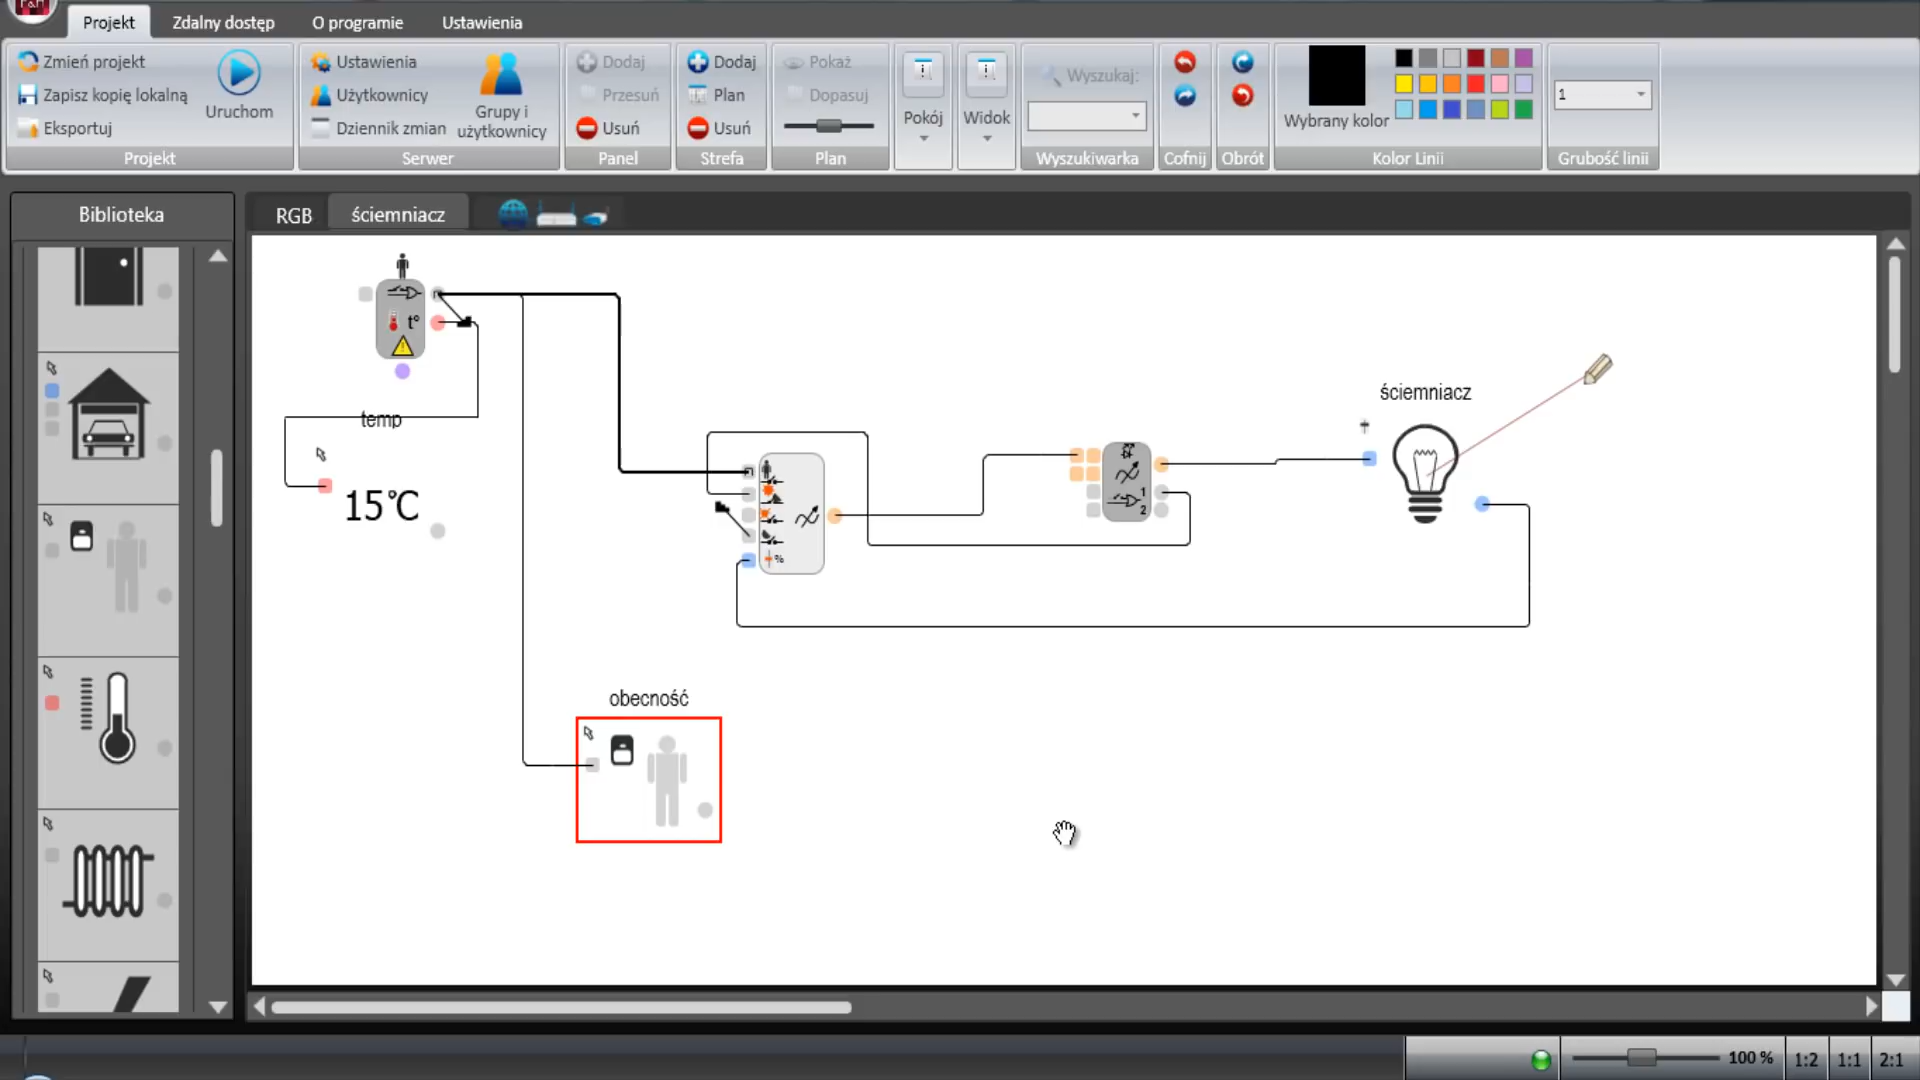 F&H
Projekt Zdalny dostęp O programie Ustawienia
Zmień projekt
Zapisz kopię lokalną
Eksportuj
Uruchom
Projekt
Ustawienia
Użytkownicy
Dziennik zmian
Grupy i
użytkownicy
Serwer
Dodaj
Przesuń
Usuń
Panel
Dodaj
Plan
Usuń
Strefa
Pokaż
Dopasuj
Plan
Pokój
Widok
Wyszukaj:
Wyszukiwarka
Cofnij
Obrót
Wybrany kolor
Kolor Linii
1
Grubość linii
Biblioteka
RGB ściemniacz
t°
temp
15°C
%
1
2
ściemniacz
obecność
100 % 1:2 1:1 2:1